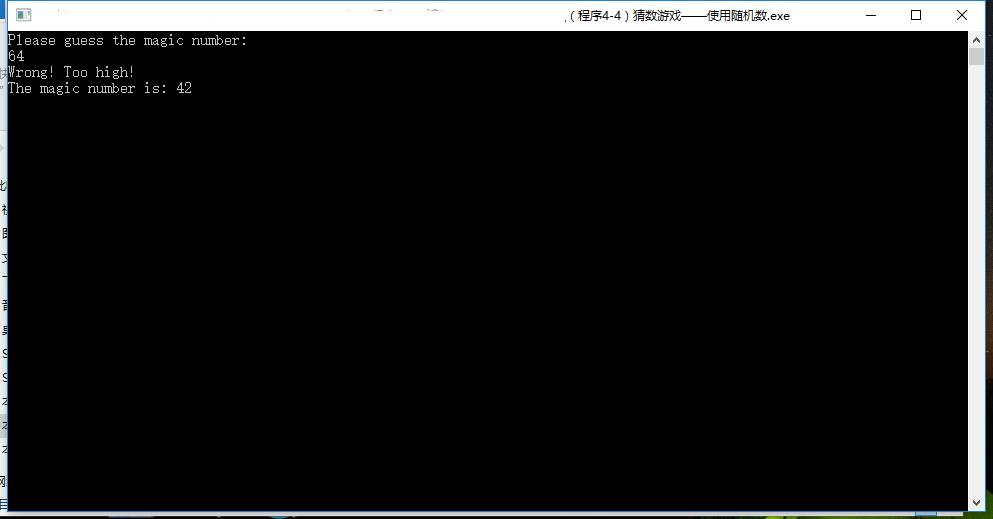 （程序4-4）猜数游戏——使用随机数.exe
Please guess the magic number:
64
Wrong! Too high!
The magic number is: 42